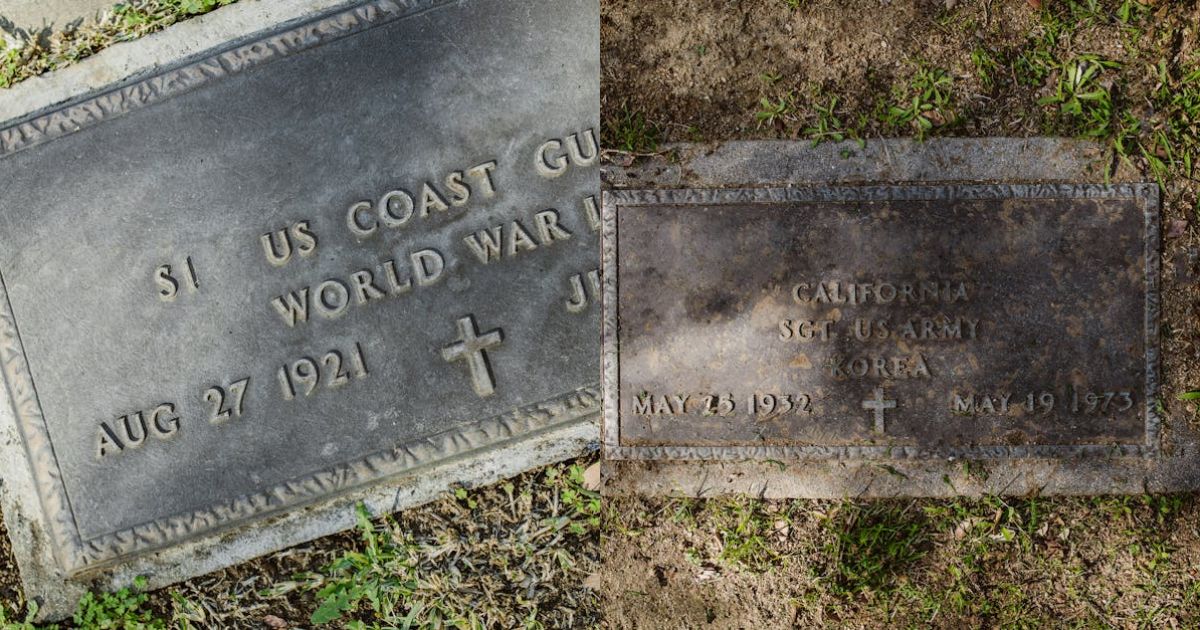 S1 US COAST
WORLD WAR
AUG 27 1921
CALIFORNIA
SGT US ARMY
KOREA
MAY 25 1932 MAY 19 1973